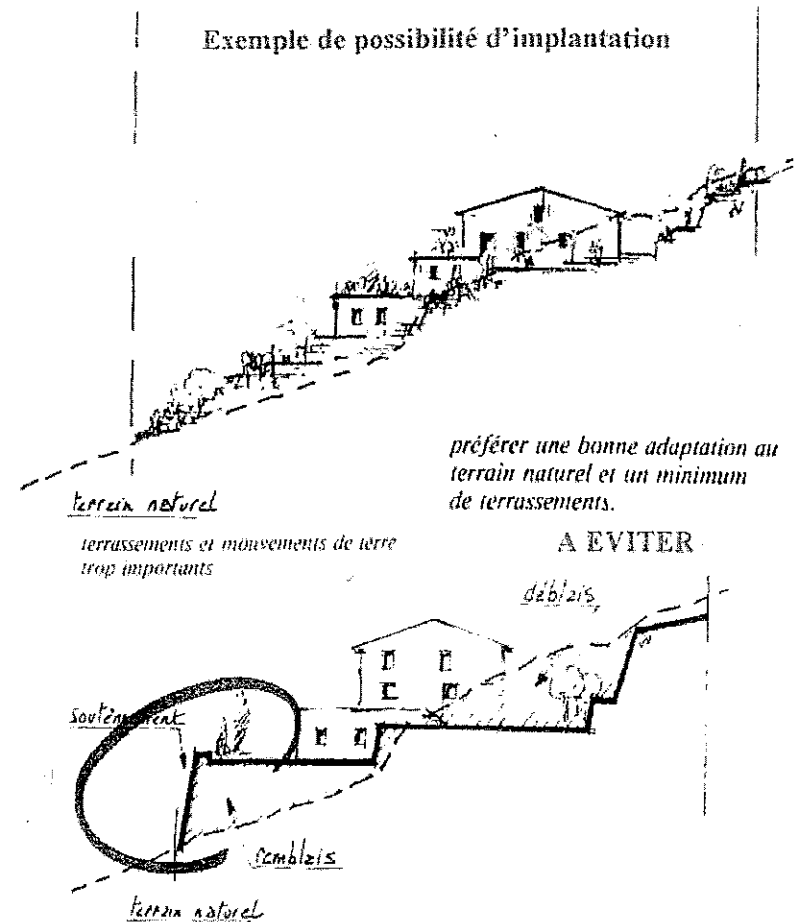 Exemple de possibilité d'implantation
préférer une bonne adaptation au
terrain naturel et un minimum
de terrassements.
terrain naturel
terrassements et mouvements de terre
trop importants
A EVITER
déblais
soutènement
remblais
terrain naturel